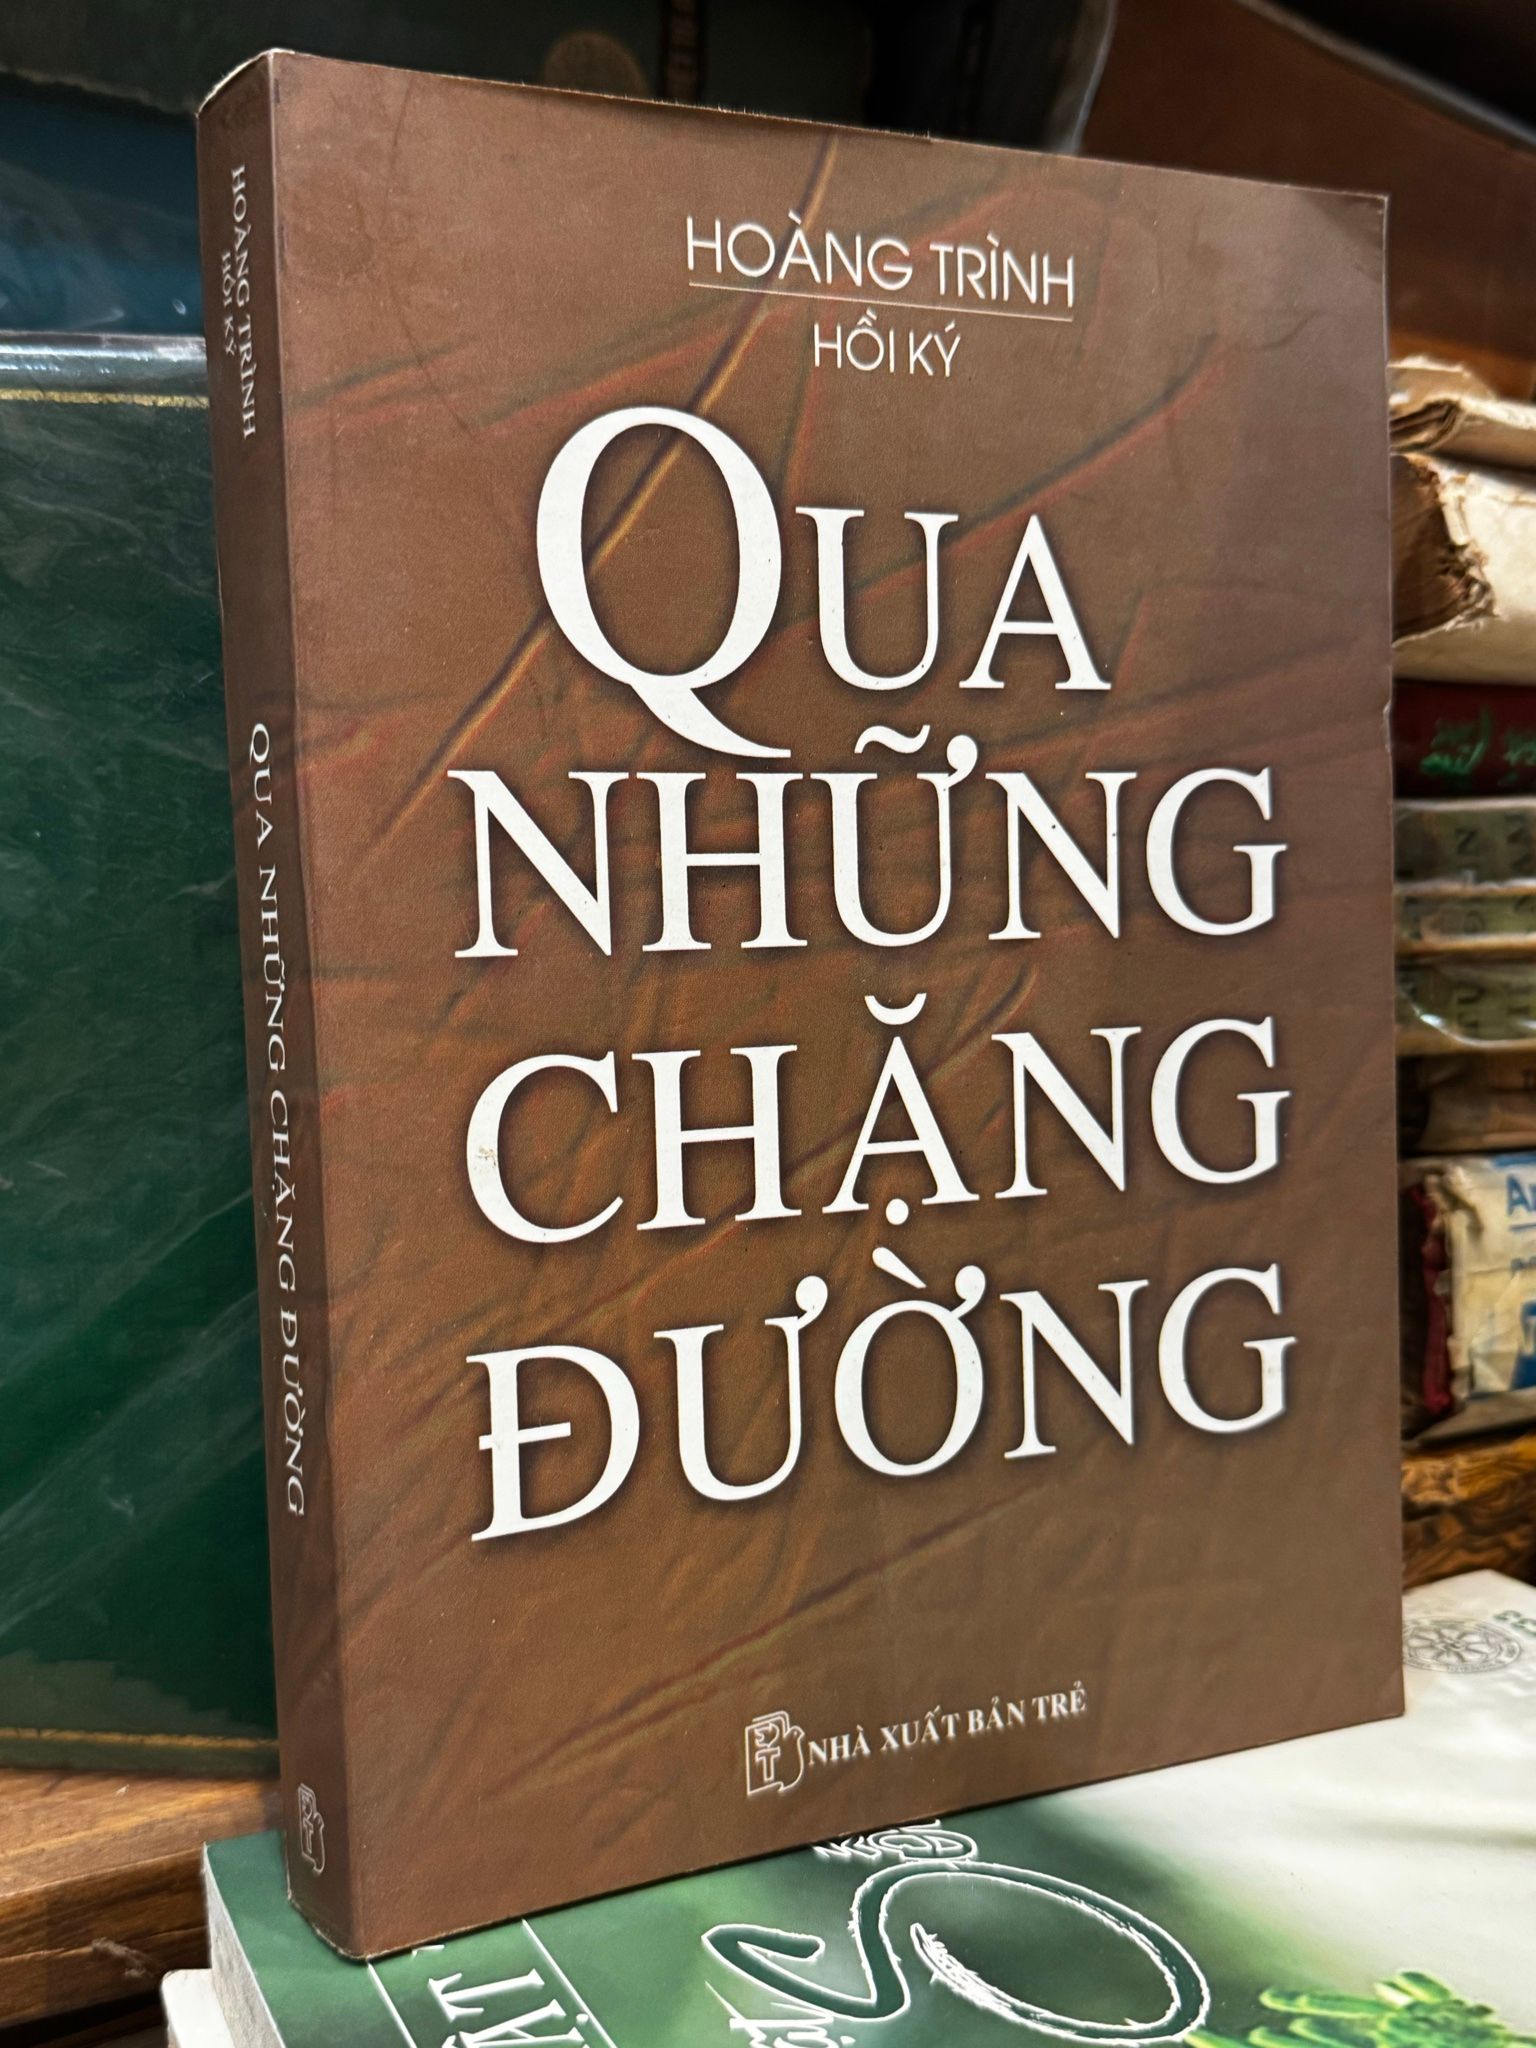 HOÀNG TRÌNH
HỒI KÝ
QUA
NHỮNG
CHẶNG
ĐƯỜNG
NHÀ XUẤT BẢN TRẺ
HOÀNG TRÌNH
HỒI KÝ
QUA NHỮNG CHẶNG ĐƯỜNG